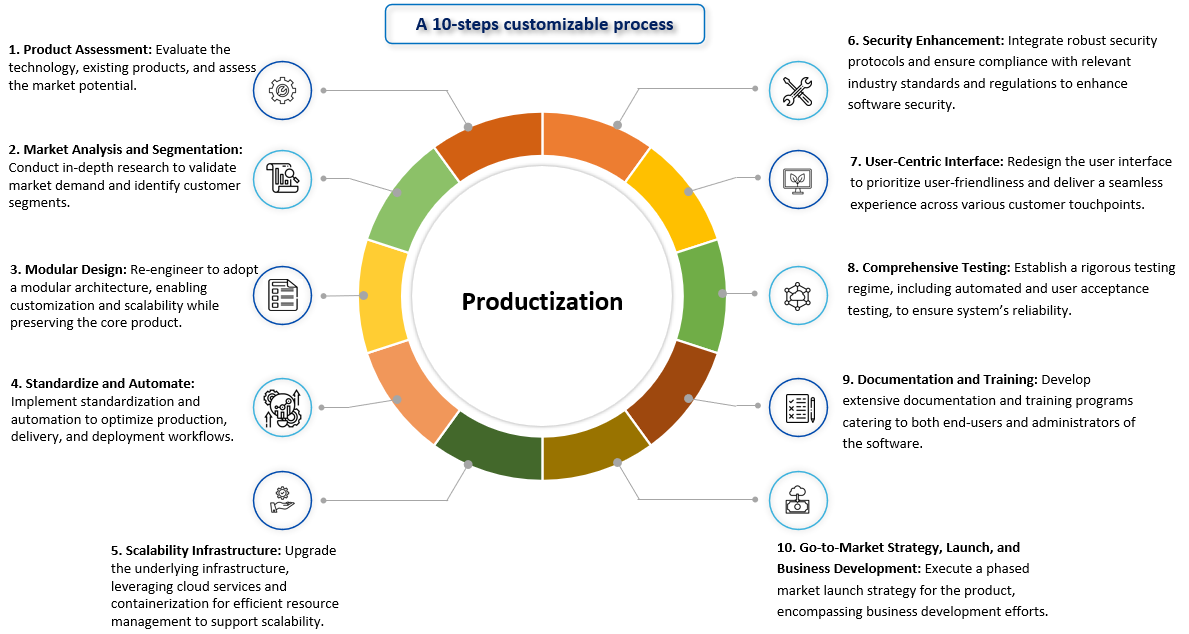 A 10-steps customizable process
1. Product Assessment: Evaluate the
technology, existing products, and assess
the market potential.
2. Market Analysis and Segmentation:
Conduct in-depth research to validate
market demand and identify customer
segments.
3. Modular Design: Re-engineer to adopt
a modular architecture, enabling
customization and scalability while
preserving the core product.
4. Standardize and Automate:
Implement standardization and
automation to optimize production,
delivery, and deployment workflows.
5. Scalability Infrastructure: Upgrade
the underlying infrastructure,
leveraging cloud services and
containerization for efficient resource
management to support scalability.
Productization
6. Security Enhancement: Integrate robust security
protocols and ensure compliance with relevant
industry standards and regulations to enhance
software security.
7. User-Centric Interface: Redesign the user interface
to prioritize user-friendliness and deliver a seamless
experience across various customer touchpoints.
8. Comprehensive Testing: Establish a rigorous testing
regime, including automated and user acceptance
testing, to ensure system’s reliability.
9. Documentation and Training: Develop
extensive documentation and training programs
catering to both end-users and administrators of
the software.
10. Go-to-Market Strategy, Launch, and
Business Development: Execute a phased
market launch strategy for the product,
encompassing business development efforts.